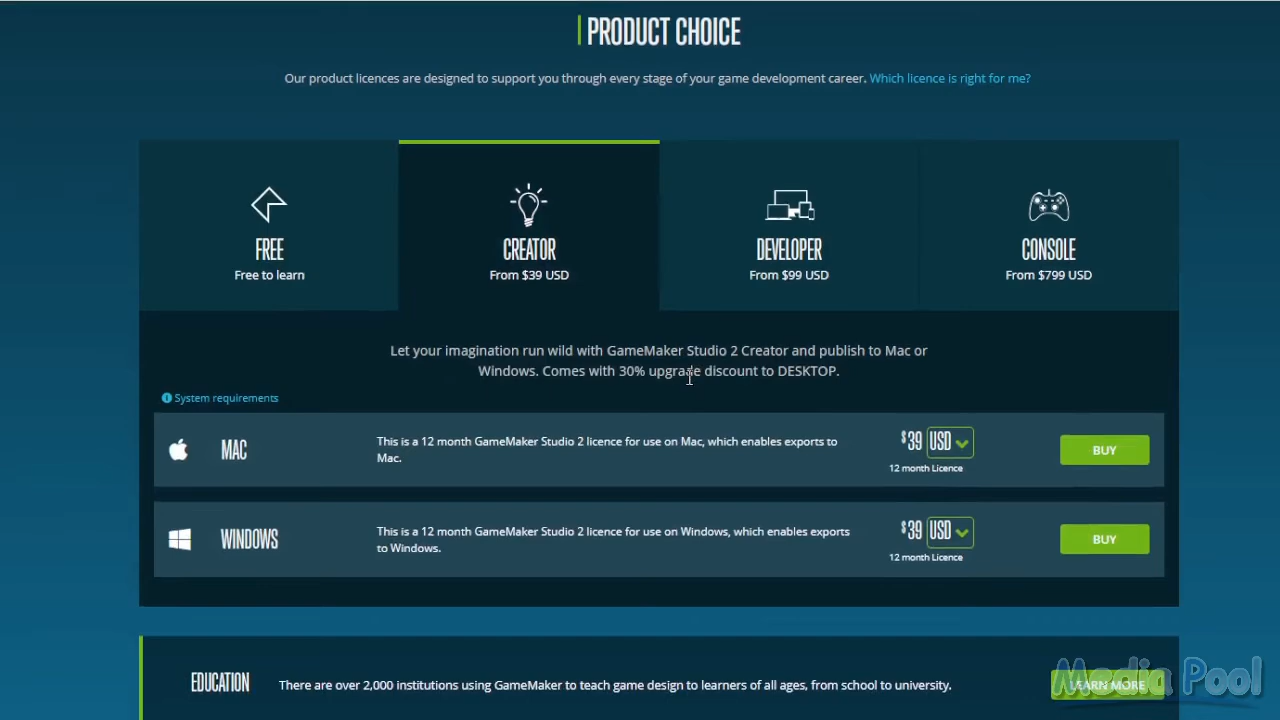 PRODUCT CHOICE
Our product licences are designed to support you through every stage of your game development career. Which licence is right for me?
FREE
Free to learn
CREATOR
From $39 USD
DEVELOPER
From $99 USD
CONSOLE
From $799 USD
Let your imagination run wild with GameMaker Studio 2 Creator and publish to Mac or
Windows. Comes with 30% upgrade discount to DESKTOP.
System requirements
MAC
This is a 12 month GameMaker Studio 2 licence for use on Mac, which enables exports to
Mac.
$39 USD
12 month Licence
BUY
WINDOWS
This is a 12 month GameMaker Studio 2 licence for use on Windows, which enables exports
to Windows.
$39 USD
12 month Licence
BUY
EDUCATION
There are over 2,000 institutions using GameMaker to teach game design to learners of all ages, from school to university.
LEARN MORE
Media Pool